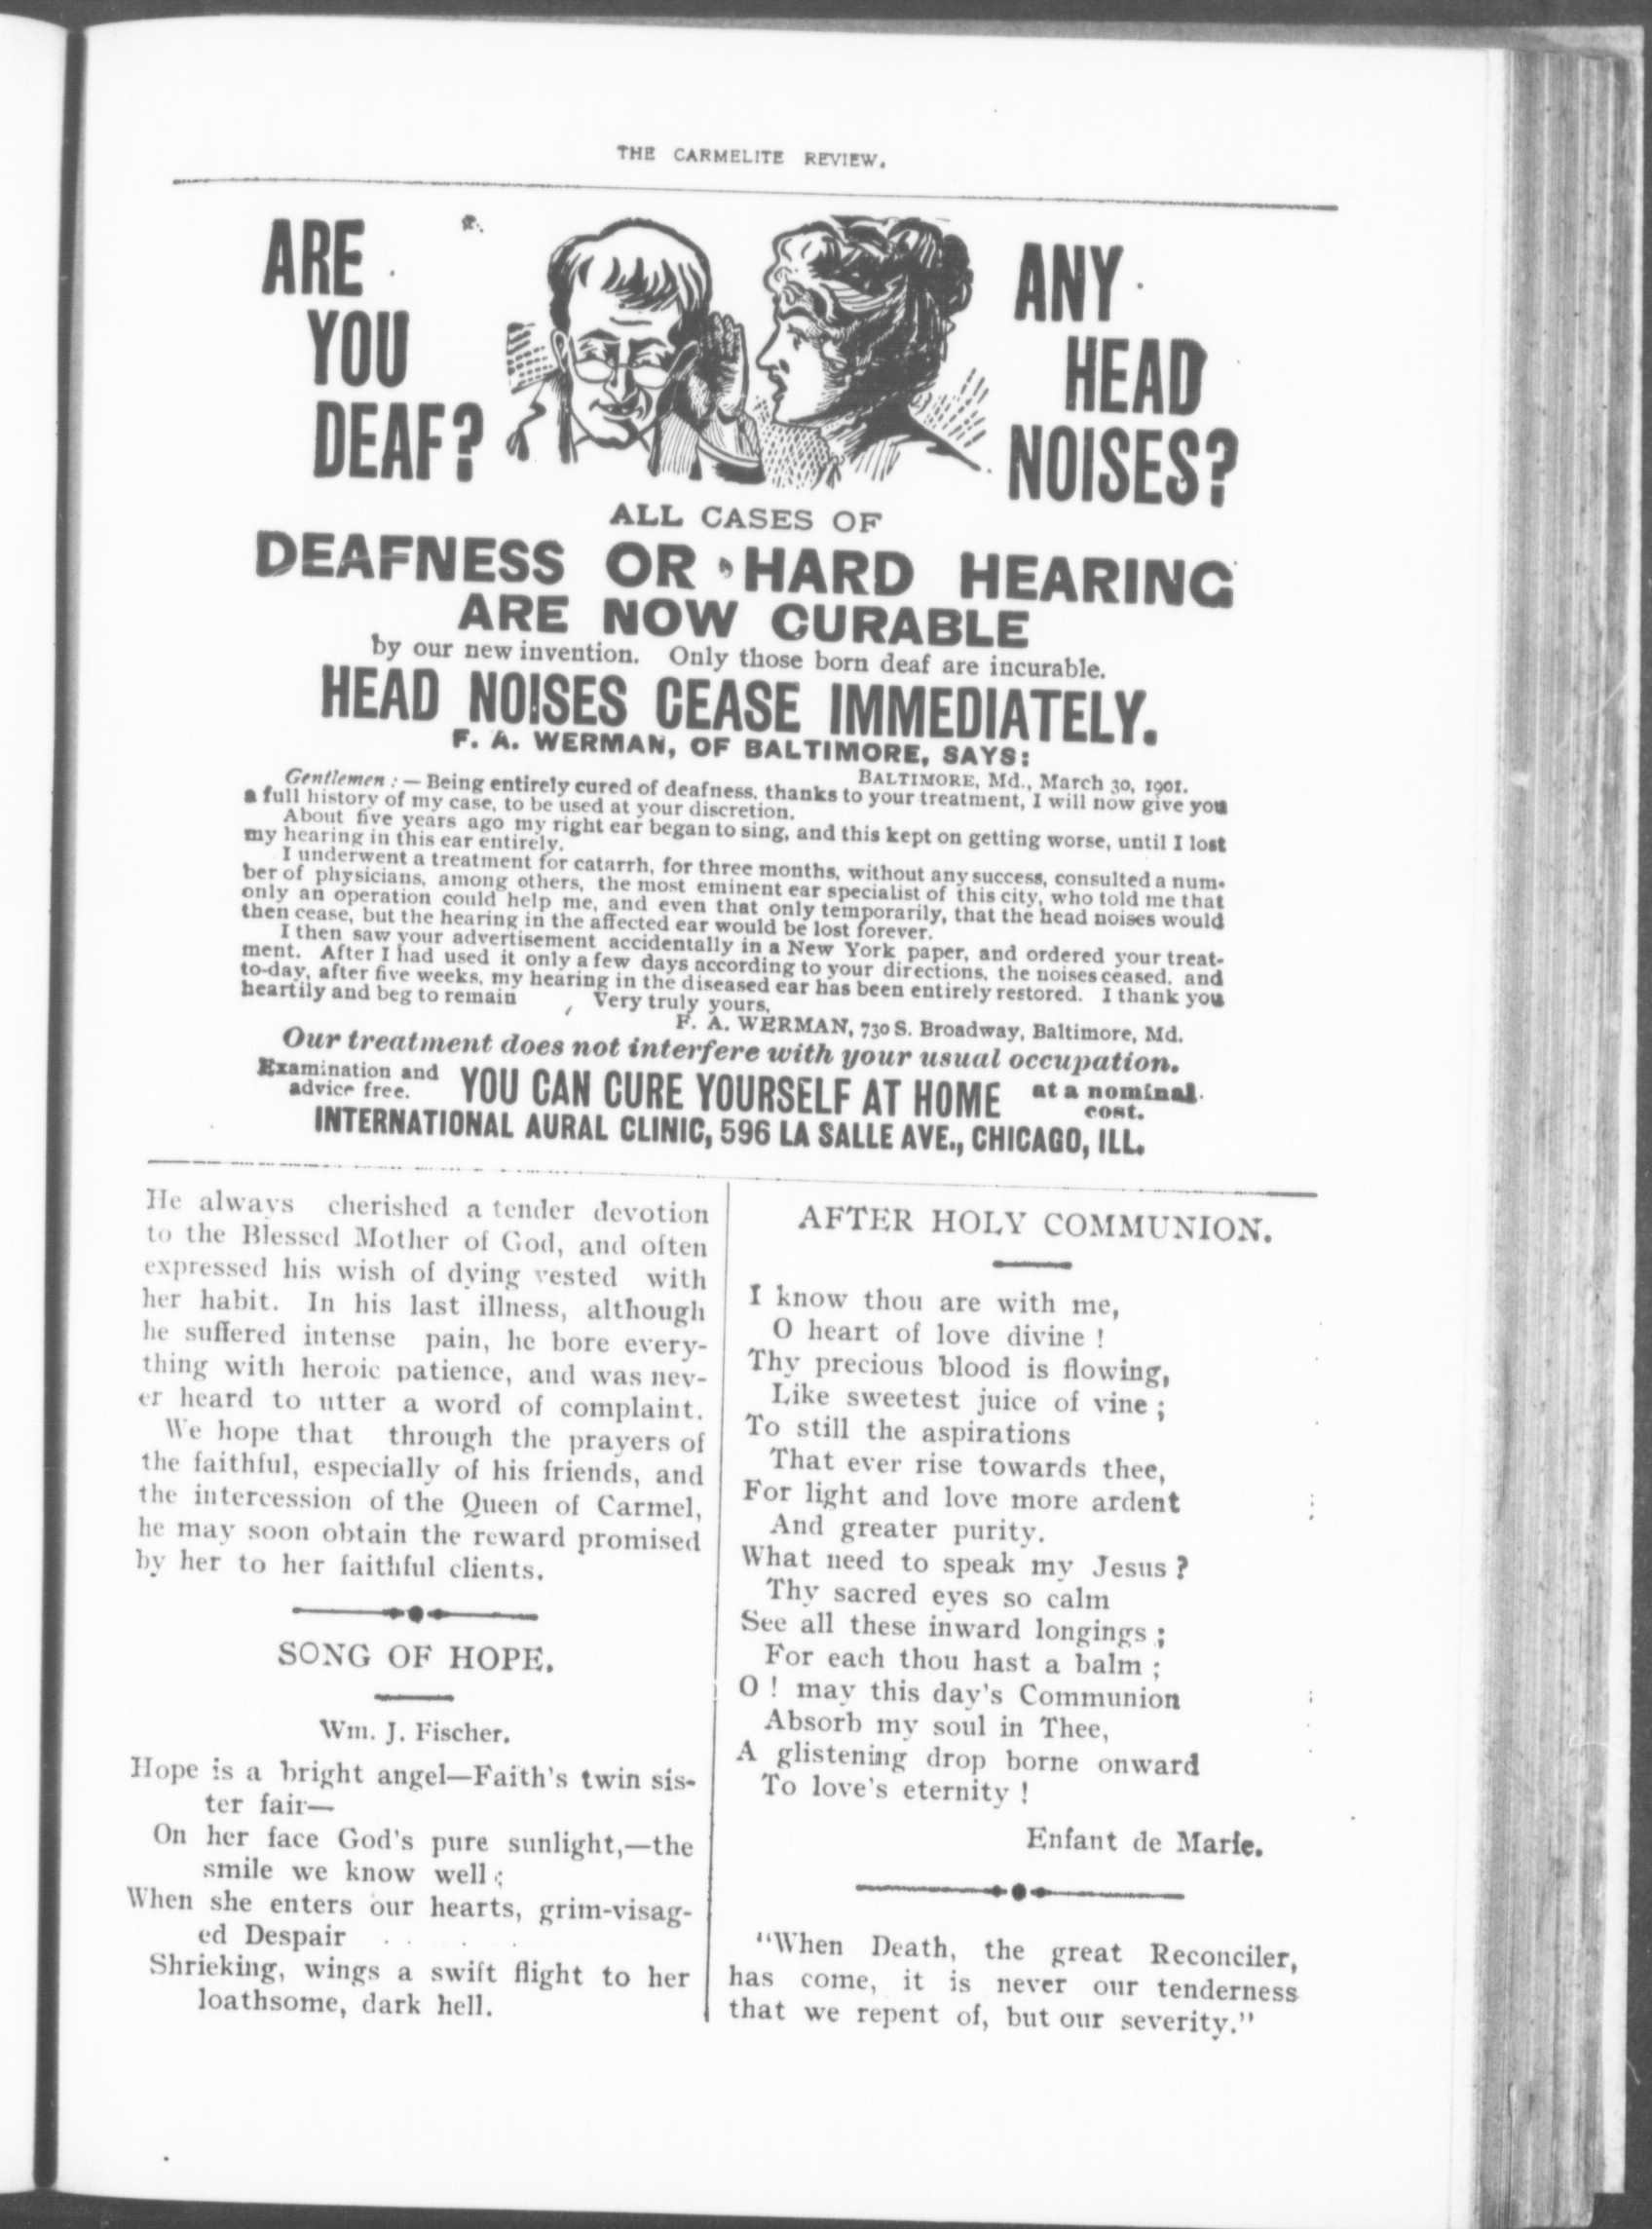 THE CARMELITE REVIEW.
ARE
YOU
DEAF?
ANY
HEAD
NOISES?
ALL CASES OF
DEAFNESS OR HARD HEARING
ARE NOW CURABLE
by our new invention. Only those born deaf are incurable.
HEAD NOISES CEASE IMMEDIATELY.
F. A. WERMAN, OF BALTIMORE, SAYS:
BALTIMORE, Md., March 30, 1901.
Gentlemen : — Being entirely cured of deafness, thanks to your treatment, I will now give you
a full history of my case, to be used at your discretion.
About five years ago my right ear began to sing, and this kept on getting worse, until I lost
my hearing in this ear entirely.
I underwent a treatment for catarrh, for three months, without any success, consulted a num-
ber of physicians, among others, the most eminent ear specialist of this city, who told me that
only an operation could help me, and even that only temporarily, that the head noises would
then cease, but the hearing in the affected ear would be lost forever.
I then saw your advertisement accidentally in a New York paper, and ordered your treat-
ment. After I had used it only a few days according to your directions, the noises ceased, and
to-day, after five weeks, my hearing in the diseased ear has been entirely restored. I thank you
heartily and beg to remain Very truly yours,
F. A. WERMAN, 730 S. Broadway, Baltimore, Md.
Our treatment does not interfere with your usual occupation.
Examination and
advice free.
YOU CAN CURE YOURSELF AT HOME
at a nominal
cost.
INTERNATIONAL AURAL CLINIC, 596 LA SALLE AVE., CHICAGO, ILL.
He always cherished a tender devotion
to the Blessed Mother of God, and often
expressed his wish of dying vested with
her habit. In his last illness, although
he suffered intense pain, he bore every-
thing with heroic patience, and was nev-
er heard to utter a word of complaint.
We hope that through the prayers of
the faithful, especially of his friends, and
the intercession of the Queen of Carmel,
he may soon obtain the reward promised
by her to her faithful clients.
SONG OF HOPE.
Wm. J. Fischer.
Hope is a bright angel—Faith's twin sis-
ter fair—
On her face God's pure sunlight,—the
smile we know well ;
When she enters our hearts, grim-visag-
ed Despair
Shrieking, wings a swift flight to her
loathsome, dark hell.
AFTER HOLY COMMUNION.
I know thou are with me,
O heart of love divine !
Thy precious blood is flowing,
Like sweetest juice of vine ;
To still the aspirations
That ever rise towards thee,
For light and love more ardent
And greater purity.
What need to speak my Jesus ?
Thy sacred eyes so calm
See all these inward longings ;
For each thou hast a balm ;
O ! may this day's Communion
Absorb my soul in Thee,
A glistening drop borne onward
To love's eternity !
Enfant de Marie.
"When Death, the great Reconciler,
has come, it is never our tenderness
that we repent of, but our severity."